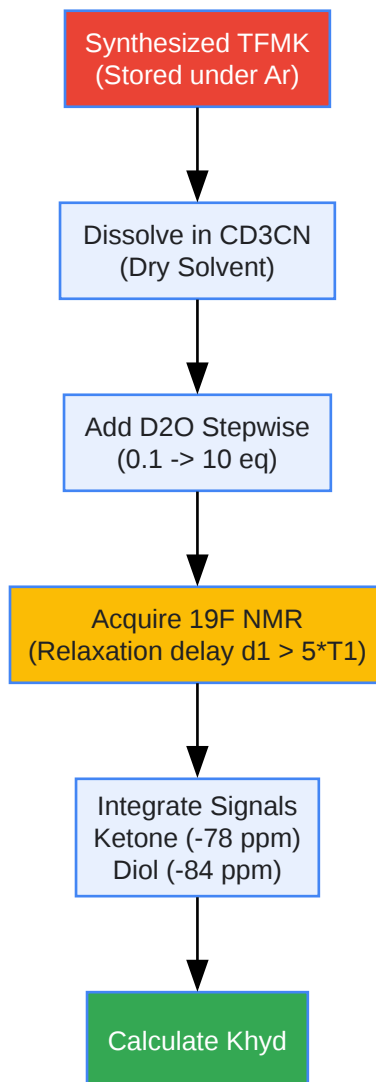 Synthesized TFMK
(Stored under Ar)
Dissolve in CD3CN
(Dry Solvent)
Add D2O Stepwise
(0.1 -> 10 eq)
Acquire 19F NMR
(Relaxation delay d1 > 5*T1)
Integrate Signals
Ketone (-78 ppm)
Diol (-84 ppm)
Calculate Khyd